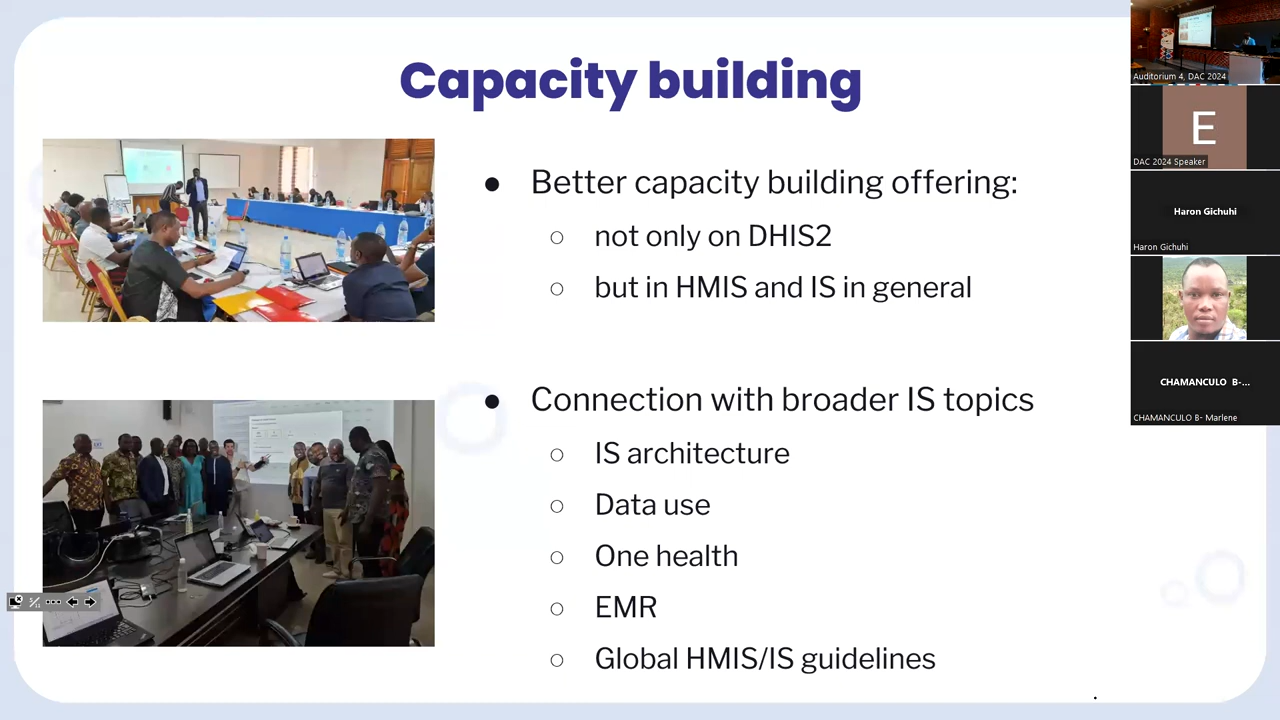 Capacity building
● Better capacity building offering:
○ not only on DHIS2
○ but in HMIS and IS in general
● Connection with broader IS topics
○ IS architecture
○ Data use
○ One health
○ EMR
○ Global HMIS/IS guidelines
Auditorium 4, DAC 2024
E
DAC 2024 Speaker
Haron Gichuhi
Haron Gichuhi
CHAMANCULO B-...
CHAMANCULO B- Marlene